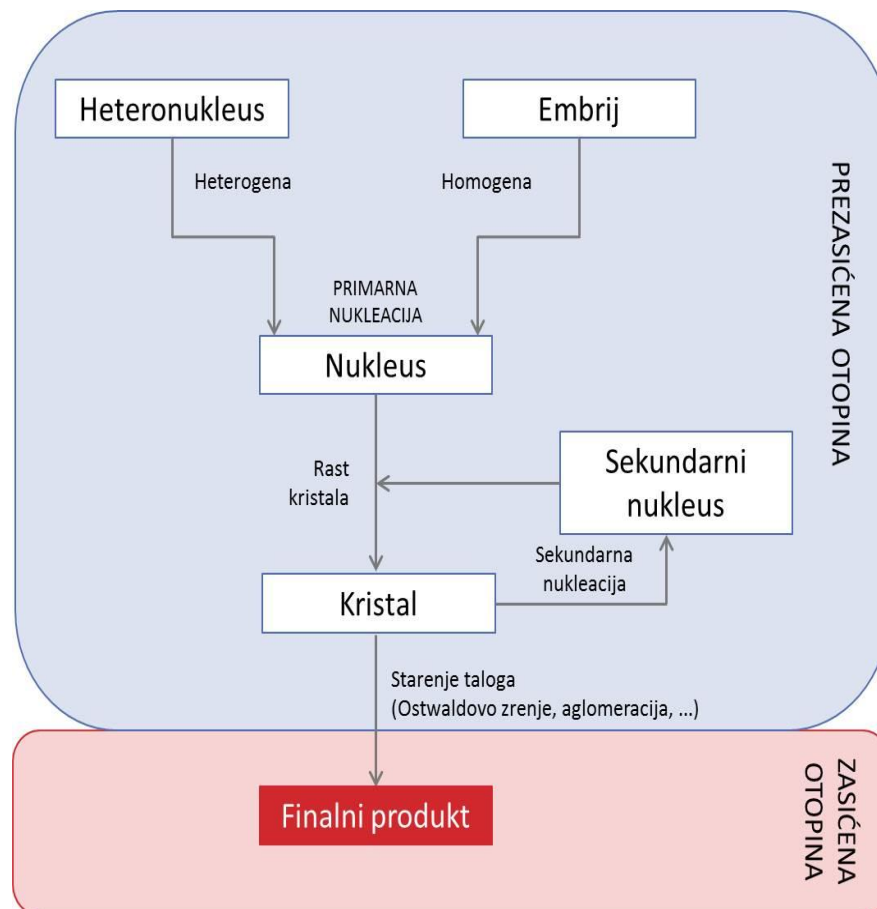 Heteronukleus
Embrij
Heterogena
Homogena
PRIMARNA
NUKLEACIJA
Nukleus
Rast
kristala
Sekundarni
nukleus
Sekundarna
nukleacija
Kristal
Starenje taloga
(Ostwaldovo zrenje, aglomeracija, ...)
Finalni produkt
PREZASIĆENA OTOPINA
ZASIĆENA
OTOPINA